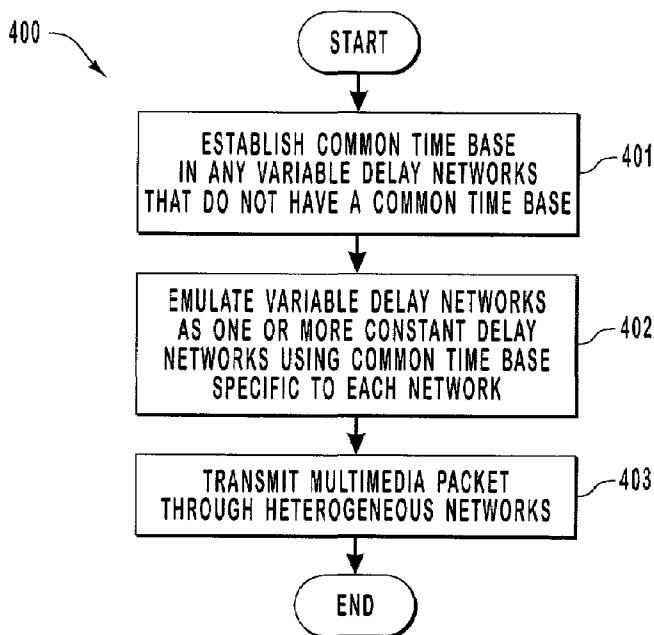 400
START
ESTABLISH COMMON TIME BASE
IN ANY VARIABLE DELAY NETWORKS
THAT DO NOT HAVE A COMMON TIME BASE
401
EMULATE VARIABLE DELAY NETWORKS
AS ONE OR MORE CONSTANT DELAY
NETWORKS USING COMMON TIME BASE
SPECIFIC TO EACH NETWORK
402
TRANSMIT MULTIMEDIA PACKET
THROUGH HETEROGENEOUS NETWORKS
403
END